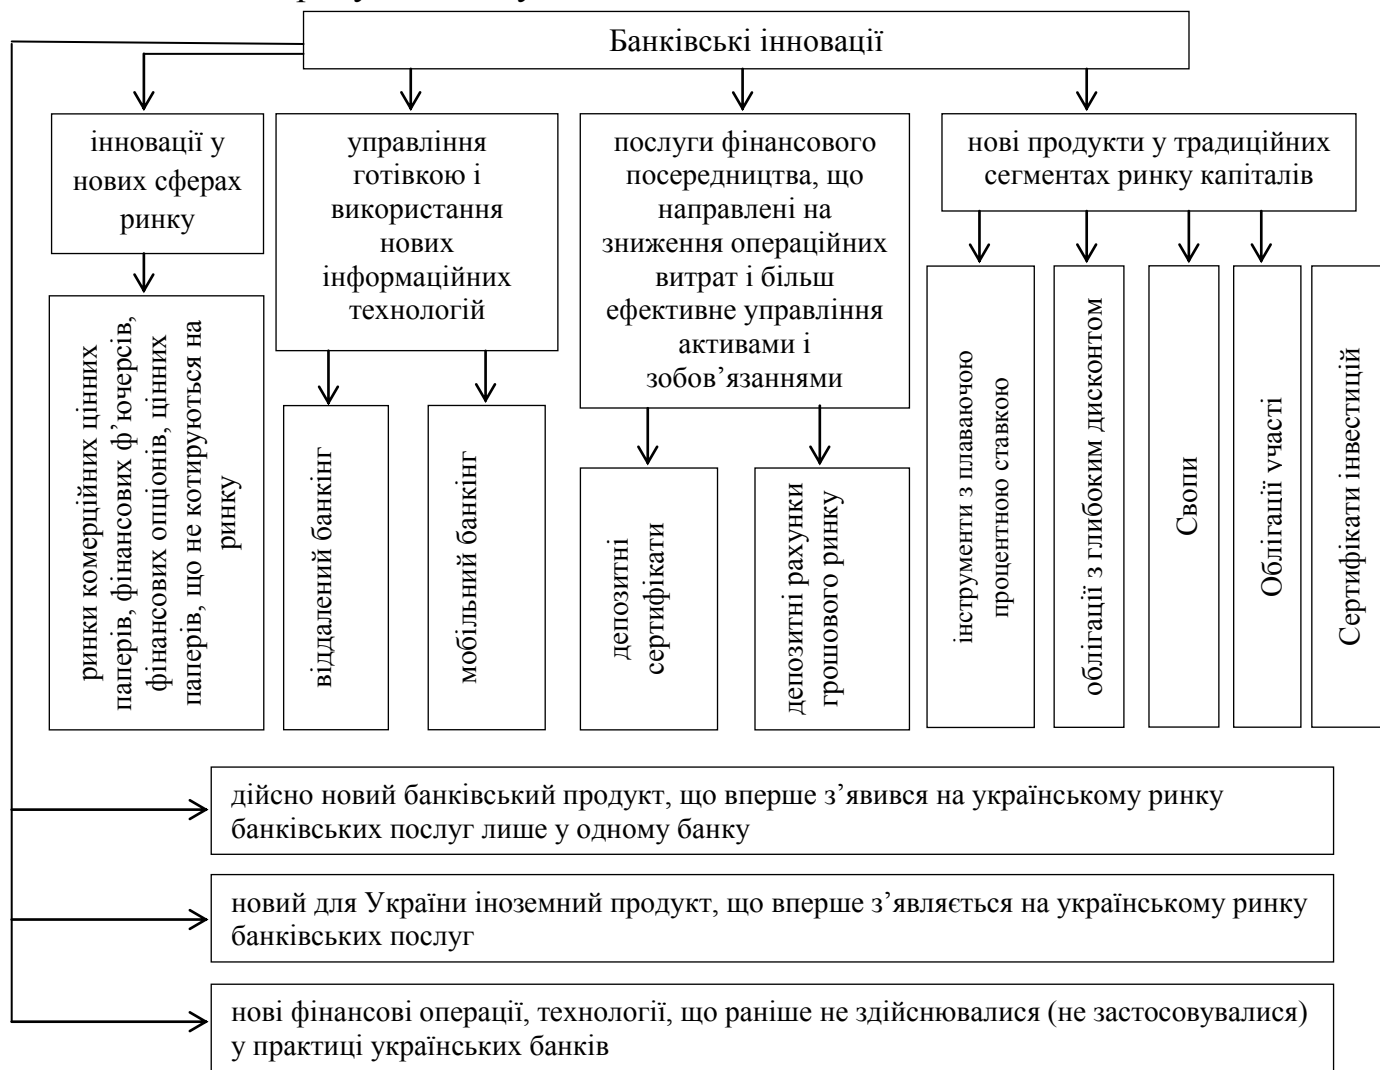 Банківські інновації
інновації у
нових сферах
ринку
управління
готівкою і
використання
нових
інформаційних
технологій
послуги фінансового
посередництва, що
направлені на
зниження операційних
витрат і більш
ефективне управління
активами і
зобов’язаннями
нові продукти у традиційних
сегментах ринку капіталів
ринки комерційних цінних
паперів, фінансових ф’ючерсів,
фінансових опціонів, цінних
паперів, що не котируються на
ринку
віддалений банкінг
мобільний банкінг
депозитні
сертифікати
депозитні рахунки
грошового ринку
інструменти з плаваючою
процентною ставкою
облігації з глибоким дисконтом
Свопи
Облігації участі
Сертифікати інвестицій
дійсно новий банківський продукт, що вперше з’явився на українському ринку
банківських послуг лише у одному банку
новий для України іноземний продукт, що вперше з’являється на українському ринку
банківських послуг
нові фінансові операції, технології, що раніше не здійснювалися (не застосовувалися)
у практиці українських банків